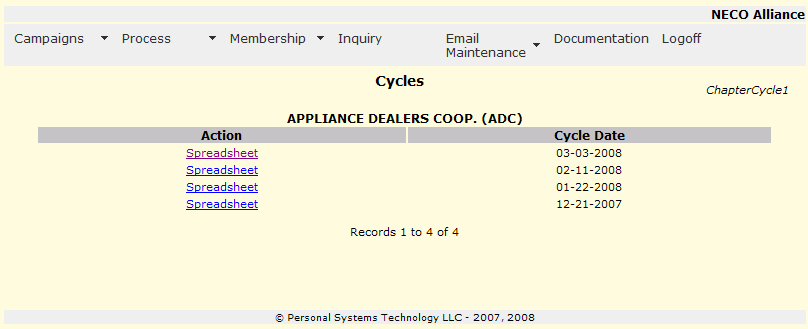 NECO Alliance
Campaigns Process Membership Inquiry Email Maintenance Documentation Logoff
Cycles
ChapterCycle1
APPLIANCE DEALERS COOP. (ADC)
Action Cycle Date
Spreadsheet 03-03-2008
Spreadsheet 02-11-2008
Spreadsheet 01-22-2008
Spreadsheet 12-21-2007
Records 1 to 4 of 4
© Personal Systems Technology LLC - 2007, 2008